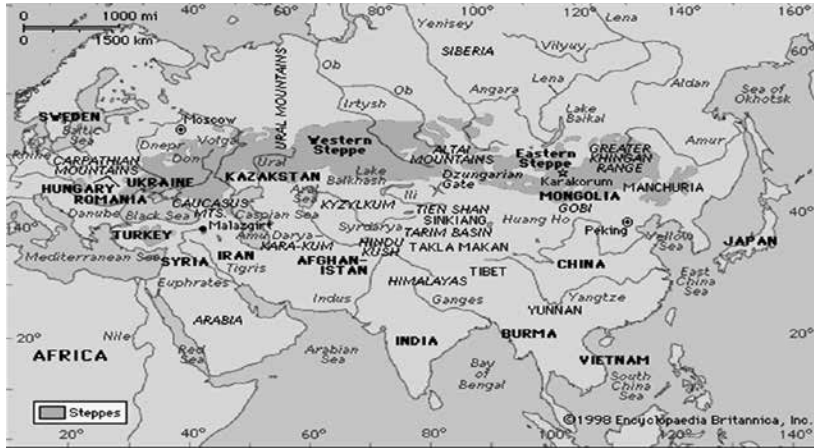 0 1000 mi
0 1500 km
20° 40° 60° 80° 100° 120° 140° 160°
Yenisey
Lena
SIBERIA
Vilyuy
60°
Ob
Ob
Lena
Angara
Aldan
Irtysh
Sea of
Okhotsk
URAL MOUNTAINS
SWEDEN
Baltic
Sea
Moscow
Lake
Baikal
Dnepr
Volga
Western
Steppe
ALTAI
MOUNTAINS
Eastern
Steppe
GREATER
KHINGAN
RANGE
Amur
Rhine
Don
CARPATHIAN
MOUNTAINS
Ural
Dzungarian
Gate
Karakorum
HUNGARY
UKRAINE
KAZAKSTAN
Lake
Balkhash
MANCHURIA
ROMANIA
CAUCASUS
MTS.
Aral
Sea
Ili
MONGOLIA
Danube
Black Sea
Caspian Sea
KYZYLKUM
TIEN SHAN
GOBI
SINKIANG
Huang Ho
40°
Malazgirt
Amu Darya
Syrdarya
TARIM BASIN
Peking
TURKEY
KARA-KUM
HINDU
KUSH
TAKLA MAKAN
Yellow
Sea
JAPAN
Mediterranean Sea
SYRIA
IRAN
Tigris
AFGHAN-
ISTAN
CHINA
HIMALAYAS
TIBET
East
China
Sea
Euphrates
Indus
Ganges
Yangtze
YUNNAN
Nile
ARABIA
20°
INDIA
BURMA
AFRICA
Red
Sea
Arabian
Sea
VIETNAM
Bay
of
Bengal
South
China
Sea
Steppes
©1998 Encyclopaedia Britannica, Inc.
20° 40° 60° 80° 100° 120° 140°